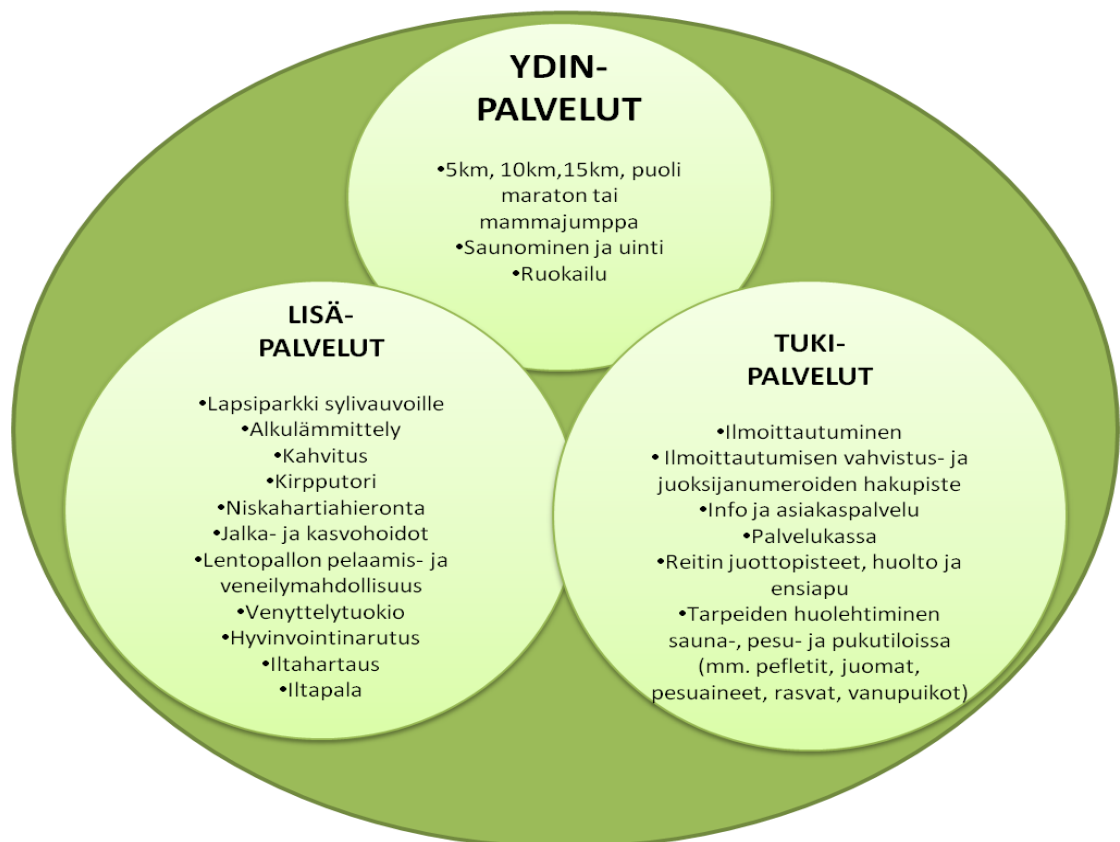 YDIN-
PALVELUT
•5km, 10km,15km, puoli
maraton tai
mammajumppa
•Saunominen ja uinti
•Ruokailu
LISÄ-
PALVELUT
•Lapsiparkki sylivauvoille
•Alkulämmittely
•Kahvitus
•Kirpputori
•Niskahartiahieronta
•Jalka- ja kasvohoidot
•Lentopallon pelaamis- ja
veneilymahdollisuus
•Venyttelytuokio
•Hyvinvointinarutus
•Iltahartaus
•Iltapala
TUKI-
PALVELUT
•Ilmoittautuminen
• Ilmoittautumisen vahvistus- ja
juoksijanumeroiden hakupiste
•Info ja asiakaspalvelu
•Palvelukassa
•Reitin juottopisteet, huolto ja
ensiapu
•Tarpeiden huolehtiminen
sauna-, pesu- ja pukutiloissa
(mm. pefletit, juomat,
pesuaineet, rasvat, vanupuikot)